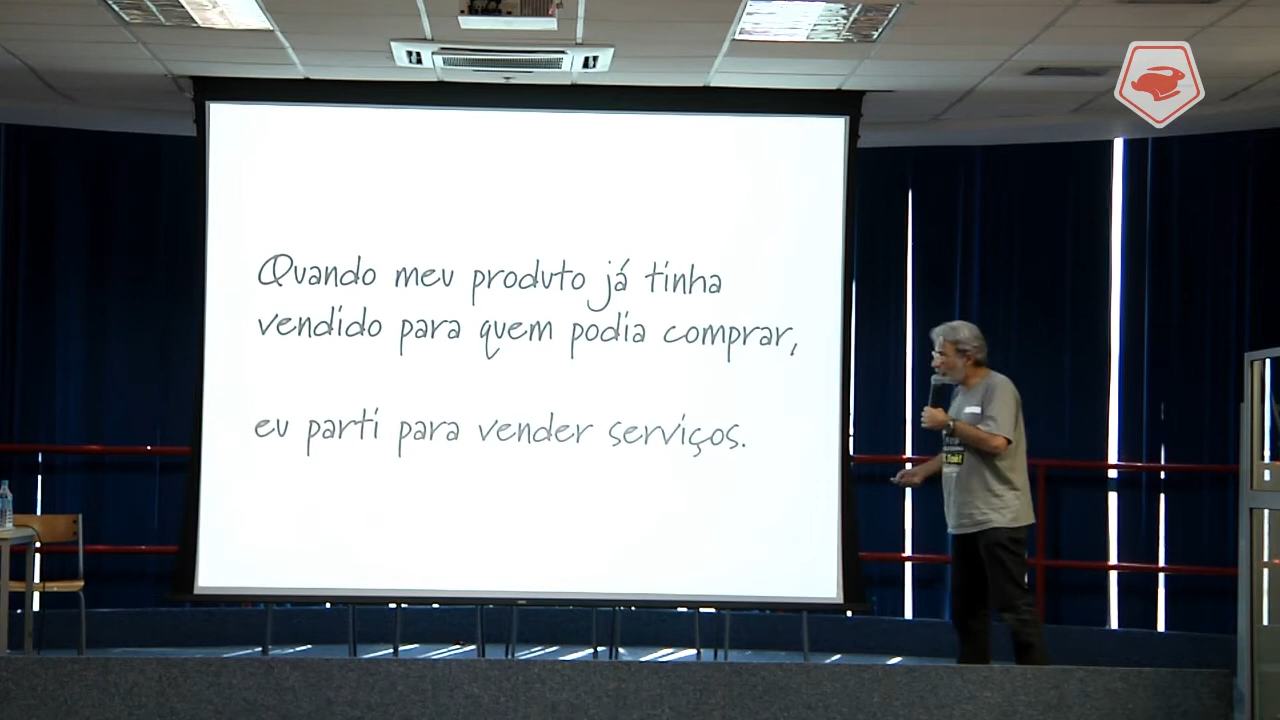 Quando meu produto já tinha
vendido para quem podia comprar,
eu parti para vender serviços.